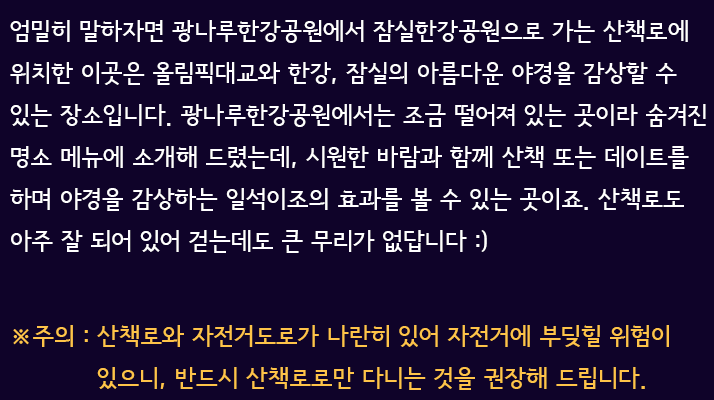 엄밀히 말하자면 광나루한강공원에서 잠실한강공원으로 가는 산책로에
위치한 이곳은 올림픽대교와 한강, 잠실의 아름다운 야경을 감상할 수
있는 장소입니다. 광나루한강공원에서는 조금 떨어져 있는 곳이라 숨겨진
명소 메뉴에 소개해 드렸는데, 시원한 바람과 함께 산책 또는 데이트를
하며 야경을 감상하는 일석이조의 효과를 볼 수 있는 곳이죠. 산책로도
아주 잘 되어 있어 걷는데도 큰 무리가 없답니다 :)
※주의 : 산책로와 자전거도로가 나란히 있어 자전거에 부딪힐 위험이
있으니, 반드시 산책로로만 다니는 것을 권장해 드립니다.